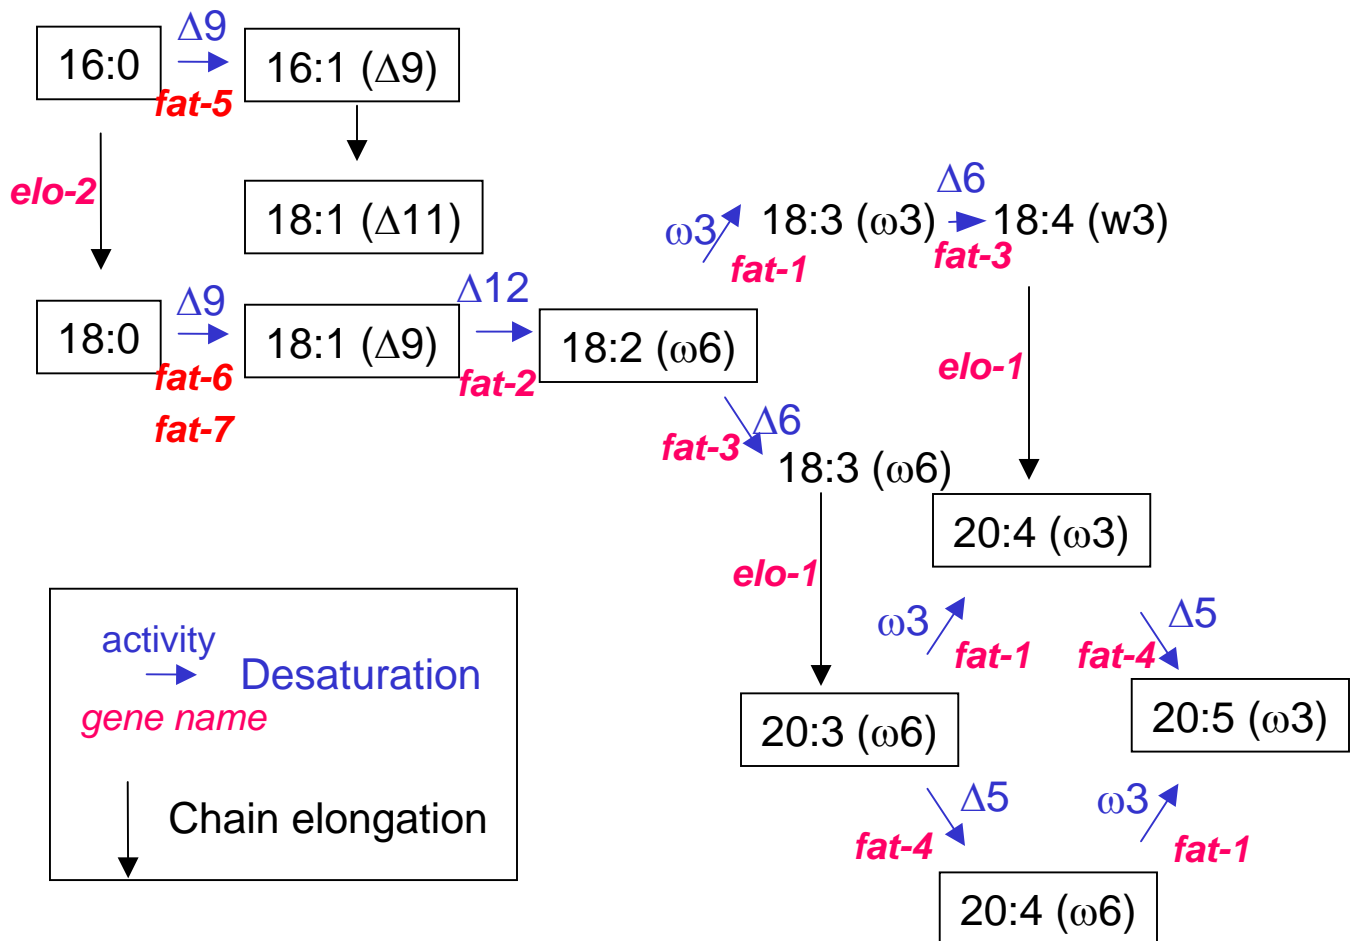 Δ9
16:0
16:1 (Δ9)
fat-5
elo-2
18:1 (Δ11)
Δ6
ω3
18:3 (ω3)
18:4 (w3)
fat-1
fat-3
Δ9
Δ12
18:0
18:1 (Δ9)
18:2 (ω6)
fat-6
fat-2
elo-1
fat-7
Δ6
fat-3
18:3 (ω6)
20:4 (ω3)
elo-1
ω3
Δ5
fat-1
fat-4
activity
Desaturation
gene name
20:3 (ω6)
20:5 (ω3)
Chain elongation
Δ5
ω3
fat-4
fat-1
20:4 (ω6)